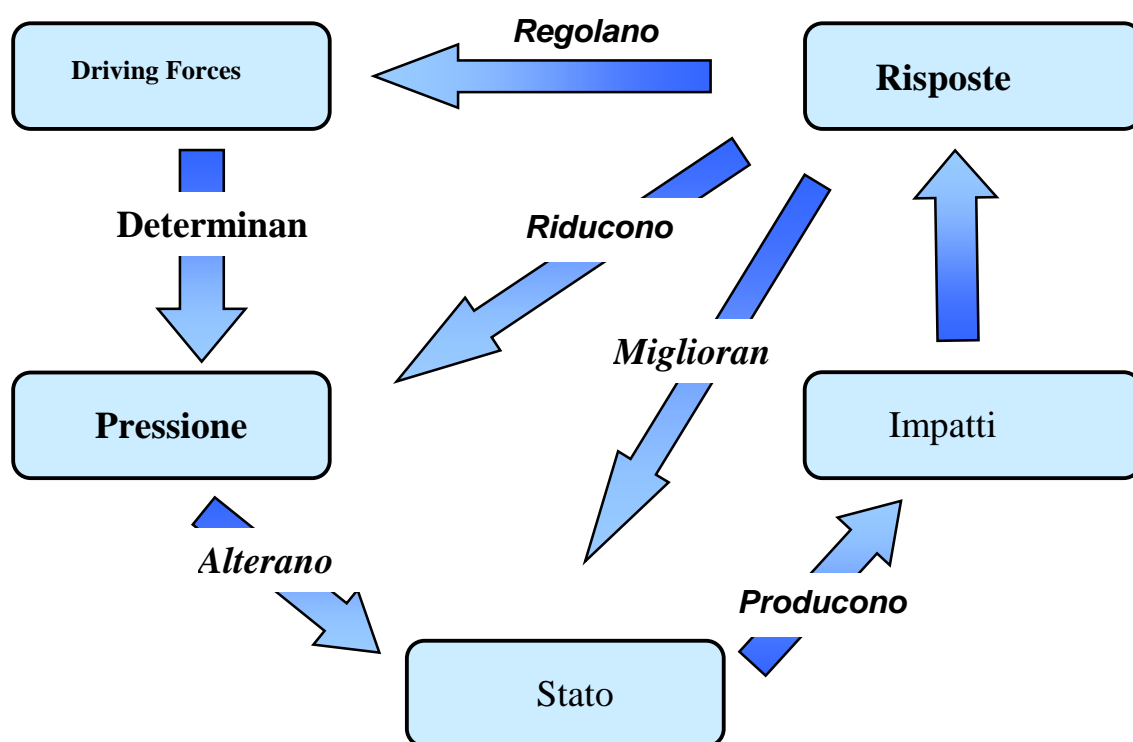 Regolano
Driving Forces
Risposte
Determinan
Riducono
Miglioran
Pressione
Impatti
Alterano
Producono
Stato